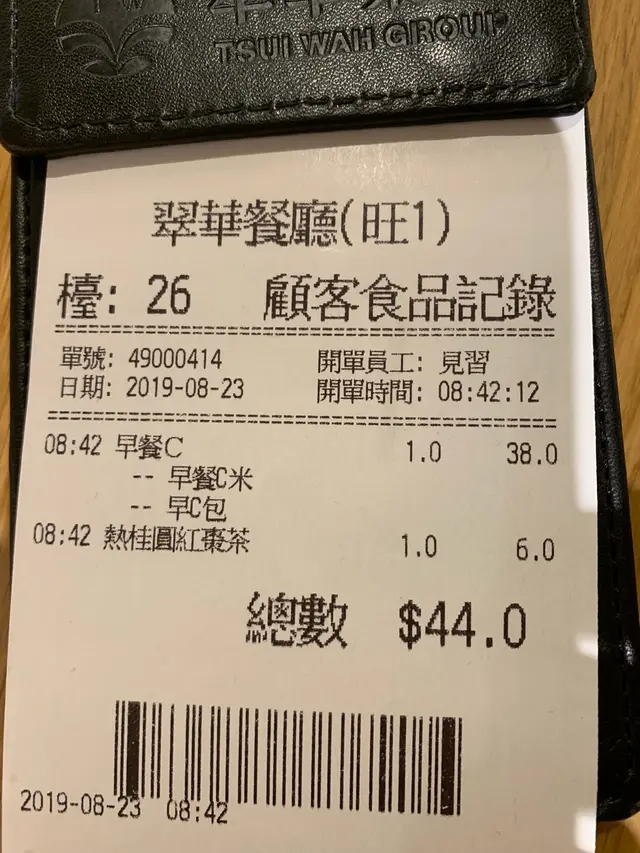 TSUI WAH GROUP
翠華餐廳(旺1)
檯: 26 顧客食品記錄
單號: 49000414 開單員工: 見習
日期: 2019-08-23 開單時間: 08:42:12
08:42 早餐C 1.0 38.0
-- 早餐C米
-- 早C包
08:42 熱桂圓紅棗茶 1.0 6.0
總數 $44.0
2019-08-23 08:42